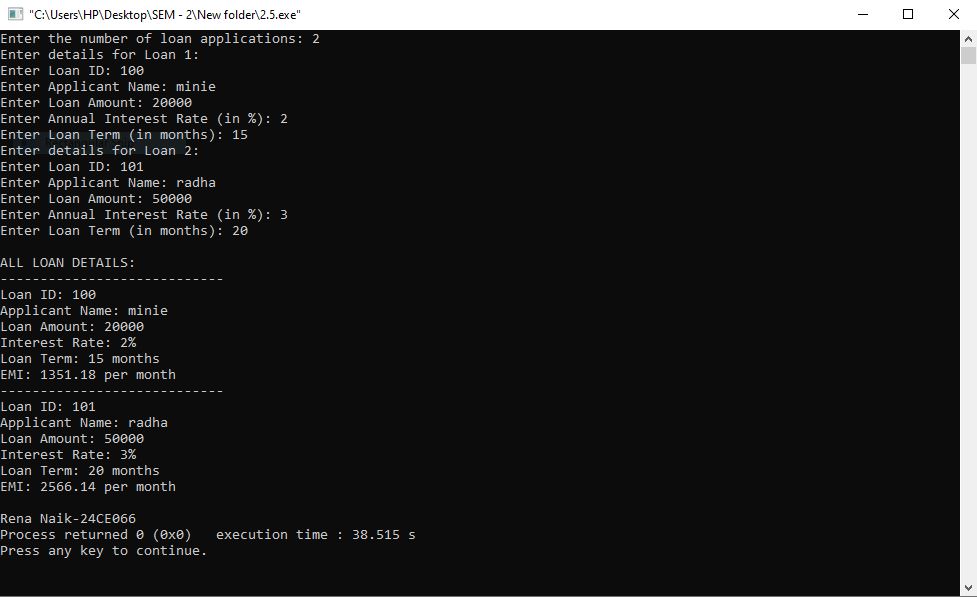 "C:\Users\HP\Desktop\SEM - 2\New folder\2.5.exe"
Enter the number of loan applications: 2
Enter details for Loan 1:
Enter Loan ID: 100
Enter Applicant Name: minie
Enter Loan Amount: 20000
Enter Annual Interest Rate (in %): 2
Enter Loan Term (in months): 15
Enter details for Loan 2:
Enter Loan ID: 101
Enter Applicant Name: radha
Enter Loan Amount: 50000
Enter Annual Interest Rate (in %): 3
Enter Loan Term (in months): 20
ALL LOAN DETAILS:
----------------------------
Loan ID: 100
Applicant Name: minie
Loan Amount: 20000
Interest Rate: 2%
Loan Term: 15 months
EMI: 1351.18 per month
----------------------------
Loan ID: 101
Applicant Name: radha
Loan Amount: 50000
Interest Rate: 3%
Loan Term: 20 months
EMI: 2566.14 per month
Rena Naik-24CE066
Process returned 0 (0x0)   execution time : 38.515 s
Press any key to continue.